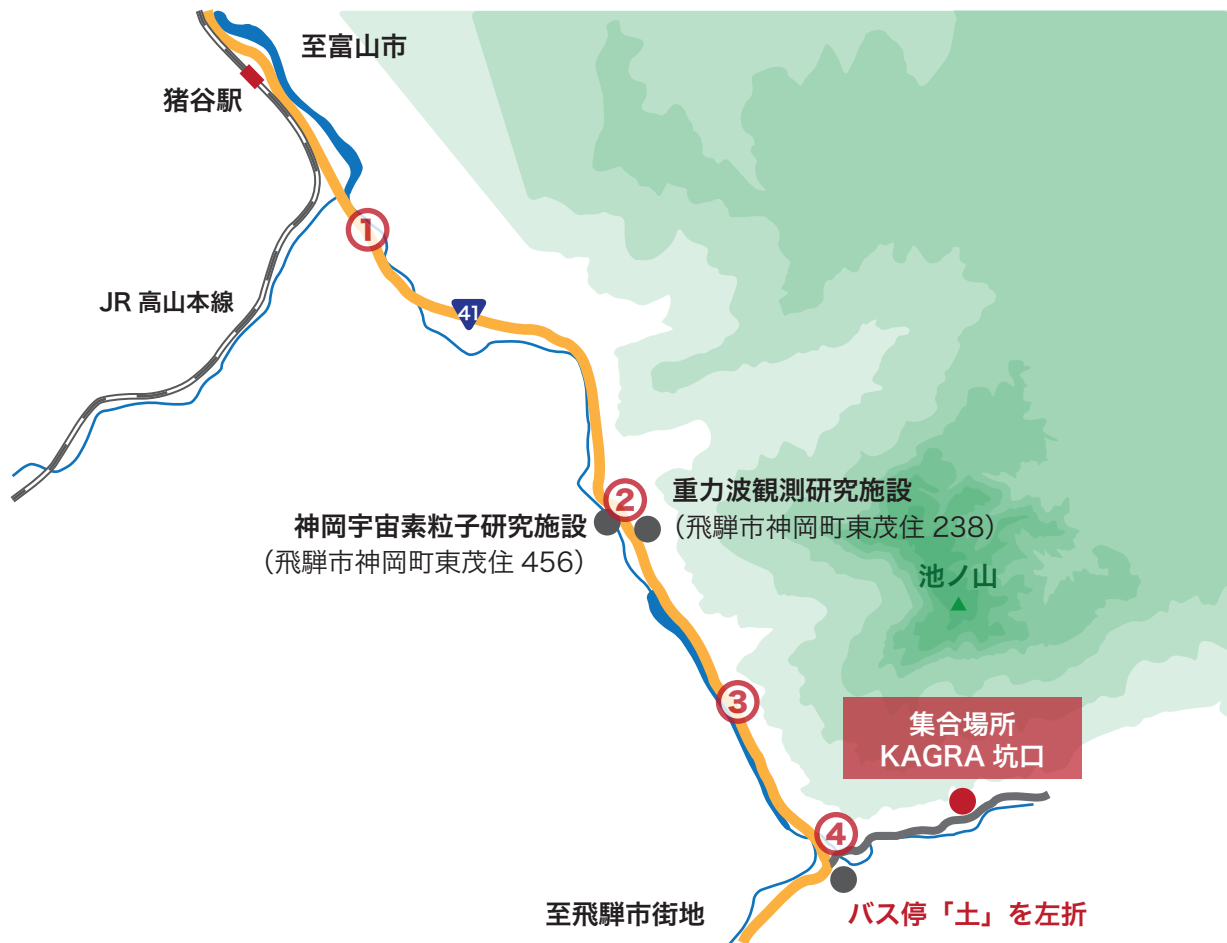 至富山市
猪谷駅
①
JR 高山本線
41
②
重力波観測研究施設
（飛騨市神岡町東茂住 238）
神岡宇宙素粒子研究施設
（飛騨市神岡町東茂住 456）
池ノ山
③
集合場所
KAGRA 坑口
④
至飛騨市街地
バス停「土」を左折